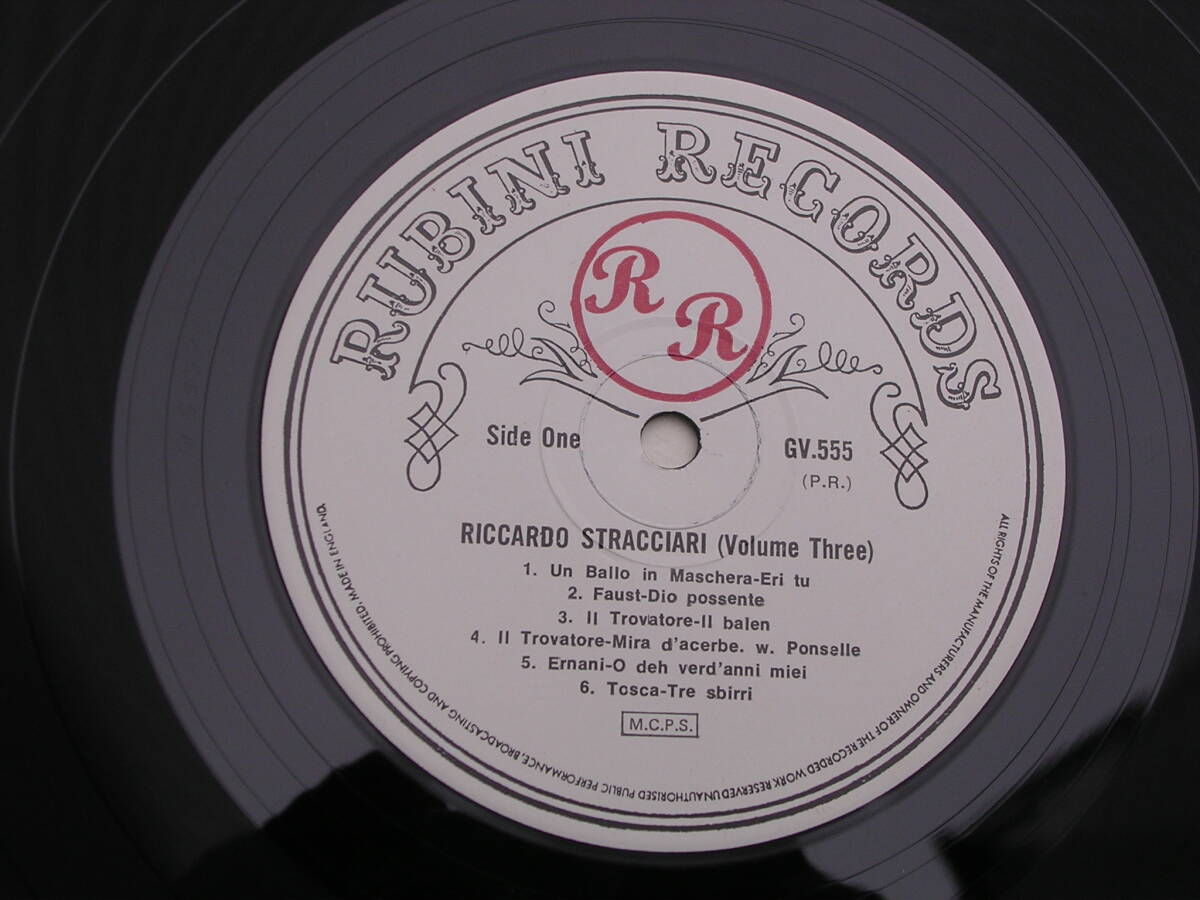 RUBINI RECORDS
R
R
Side One
GV.555
(P.R.)
RICCARDO STRACCIARI (Volume Three)
1. Un Ballo in Maschera-Eri tu
2. Faust-Dio possente
3. Il Trovatore-Il balen
4. Il Trovatore-Mira d'acerbe. w. Ponselle
5. Ernani-O deh verd'anni miei
6. Tosca-Tre sbirri
M.C.P.S.
ALL RIGHTS OF THE MANUFACTURERS AND OWNER OF THE RECORDED WORK RESERVED UNAUTHORISED PUBLIC PERFORMANCE, BROADCASTING AND COPYING PROHIBITED. MADE IN ENGLAND.